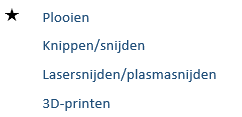 ★ Plooien
Knippen/snijden
Lasersnijden/plasmasnijden
3D-printen